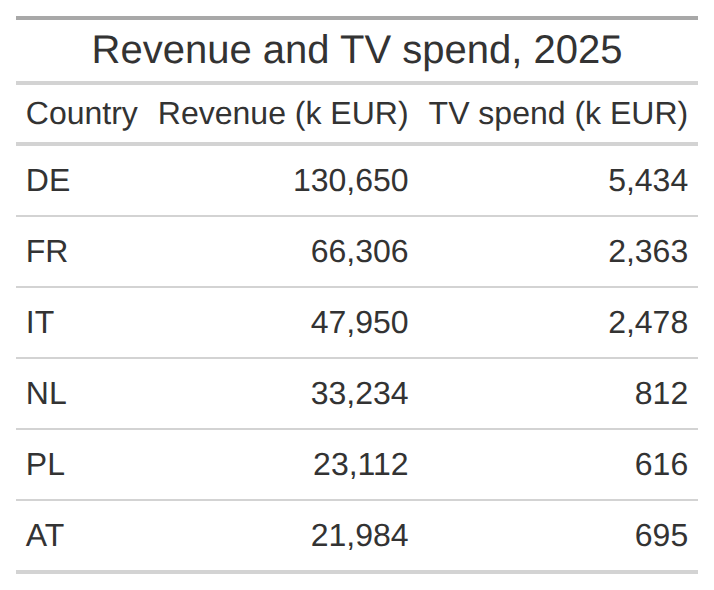 Revenue and TV spend, 2025
Country Revenue (k EUR) TV spend (k EUR)
DE 130,650 5,434
FR 66,306 2,363
IT 47,950 2,478
NL 33,234 812
PL 23,112 616
AT 21,984 695